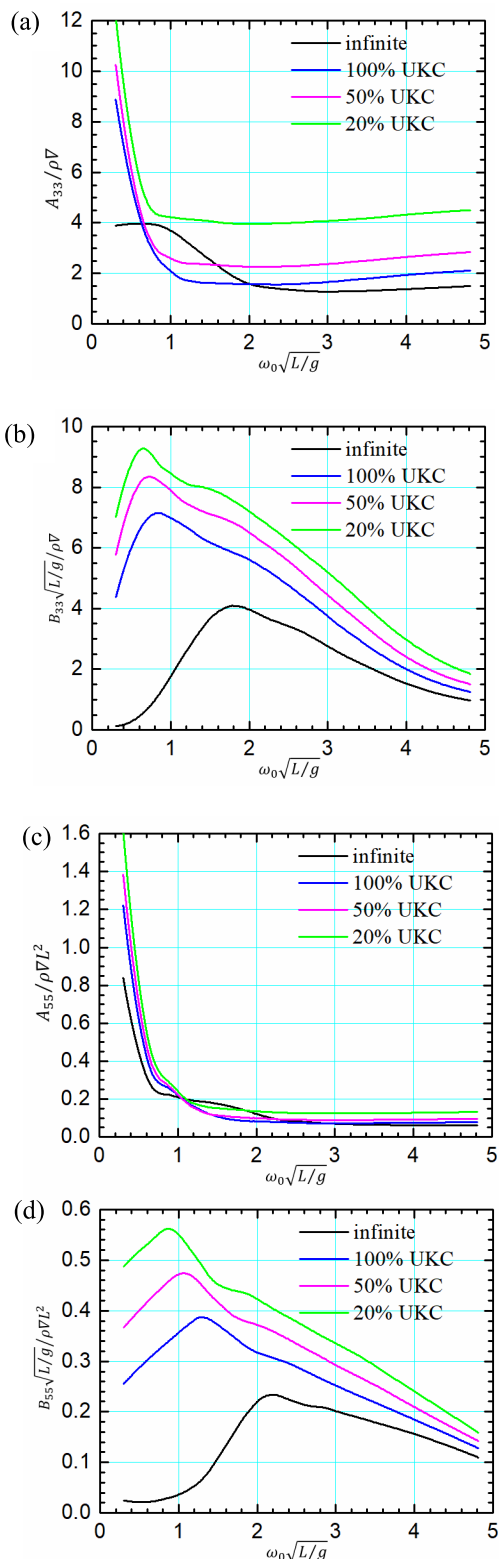 (a)
12
10
8
6
4
2
0
A₃₃/ρ∇
infinite
100% UKC
50% UKC
20% UKC
0 1 2 3 4 5
ω₀√L/g
(b)
10
8
6
4
2
0
B₃₃√L/g/ρ∇
infinite
100% UKC
50% UKC
20% UKC
0 1 2 3 4 5
ω₀√L/g
(c)
1.6
1.4
1.2
1.0
0.8
0.6
0.4
0.2
0.0
A₅₅/ρ∇L²
infinite
100% UKC
50% UKC
20% UKC
0 1 2 3 4 5
ω₀√L/g
(d)
0.6
0.5
0.4
0.3
0.2
0.1
0.0
B₅₅√L/g/ρ∇L²
infinite
100% UKC
50% UKC
20% UKC
0 1 2 3 4 5
ω₀√L/g